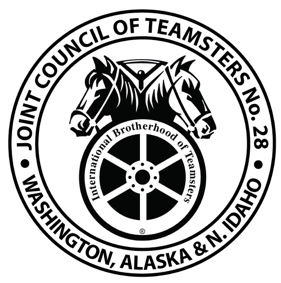 JOINT COUNCIL OF TEAMSTERS No. 28
International Brotherhood of Teamsters
®
• WASHINGTON, ALASKA & N. IDAHO •